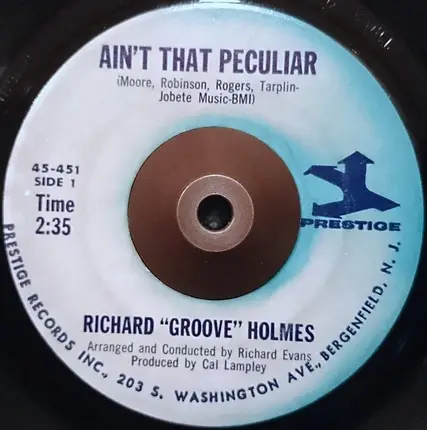 AIN'T THAT PECULIAR
(Moore, Robinson, Rogers, Tarplin-
Jobete Music-BMI)
45-451
SIDE 1
Time
2:35
PRESTIGE
RICHARD "GROOVE" HOLMES
Arranged and Conducted by Richard Evans
Produced by Cal Lampley
PRESTIGE RECORDS INC., 203 S. WASHINGTON AVE., BERGENFIELD, N. J.